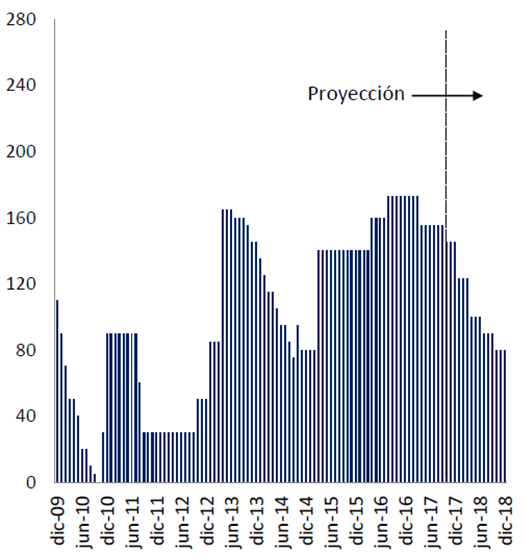 280
240
200
160
120
80
40
0
Proyección
dic-09
jun-10
dic-10
jun-11
dic-11
jun-12
dic-12
jun-13
dic-13
jun-14
dic-14
jun-15
dic-15
jun-16
dic-16
jun-17
dic-17
jun-18
dic-18